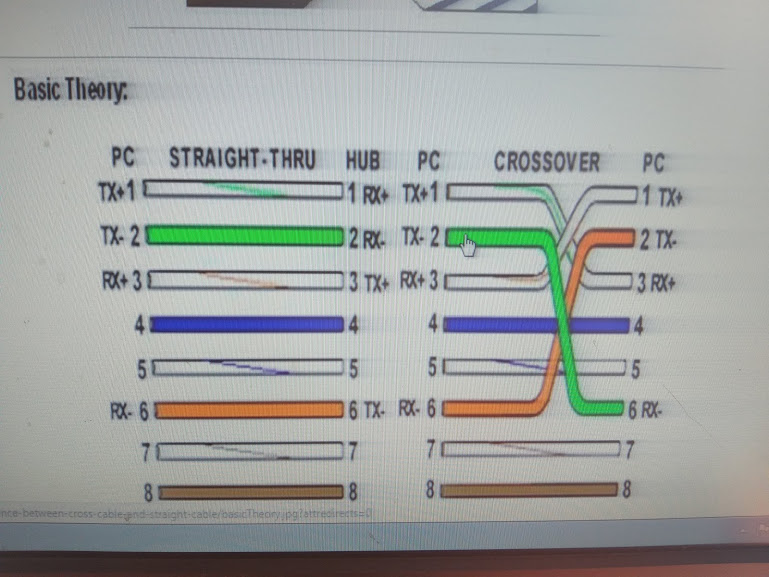 Basic Theory:
PC STRAIGHT-THRU HUB PC CROSSOVER PC
TX+1 1 RX+ TX+1 1 TX+
TX- 2 2 RX- TX- 2 2 TX-
RX+ 3 3 TX+ RX+ 3 3 RX+
4 4 4 4
5 5 5 5
RX- 6 6 TX- RX- 6 6 RX-
7 7 7 7
8 8 8 8
nce-between-cross-cable-and-straight-cable/basicTheory.jpg?attredirects=0